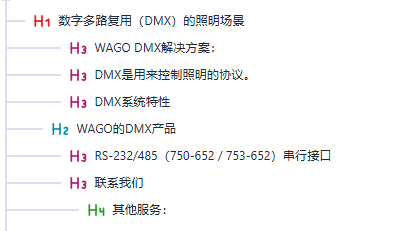 H1 数字多路复用（DMX）的照明场景
H3 WAGO DMX解决方案：
H3 DMX是用来控制照明的协议。
H3 DMX系统特性
H2 WAGO的DMX产品
H3 RS-232/485（750-652 / 753-652）串行接口
H3 联系我们
H4 其他服务：